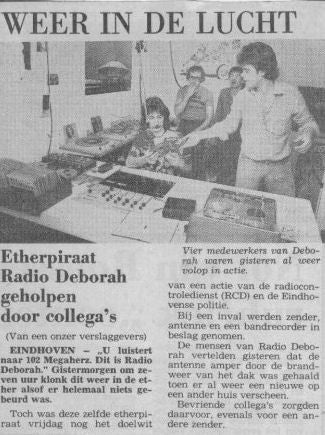 WEER IN DE LUCHT
Vier medewerkers van Debo-
rah waren gisteren al weer
volop in actie.
Etherpiraat
Radio Deborah
geholpen
door collega's
(Van een onzer verslaggevers)
EINDHOVEN – „U luistert
naar 102 Megaherz. Dit is Radio
Deborah." Gistermorgen om ze-
ven uur klonk dit weer in de et-
her alsof er helemaal niets ge-
beurd was.
Toch was deze zelfde etherpi-
raat vrijdag nog het doelwit
van een actie van de radiocon-
troledienst (RCD) en de Eindho-
vense politie.
Bij een inval werden zender,
antenne en een bandrecorder in
beslag genomen.
De mensen van Radio Debo-
rah vertelden gisteren dat de
antenne amper door de brand-
weer van het dak was gehaald
toen er al weer een nieuwe op
een ander huis verscheen.
Bevriende collega's zorgden
daarvoor, evenals voor een an-
dere zender.